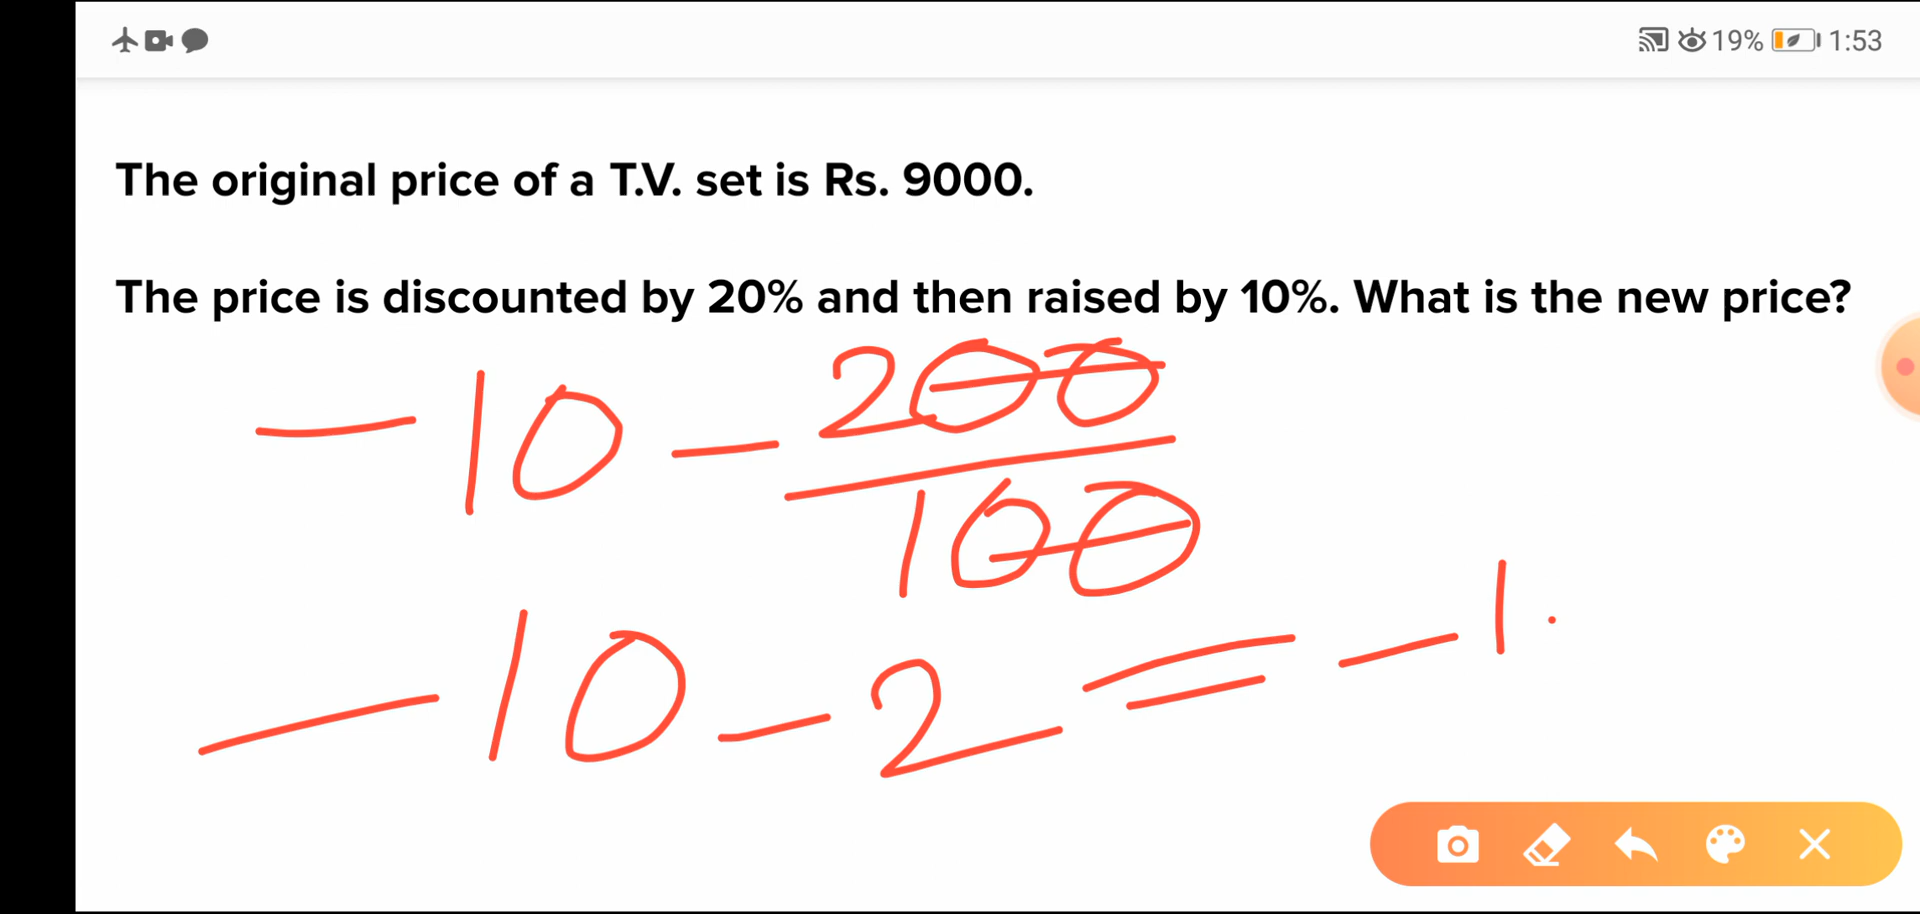 19% 1:53
The original price of a T.V. set is Rs. 9000.
The price is discounted by 20% and then raised by 10%. What is the new price?
-10 - 200
100
-10 - 2 = -1